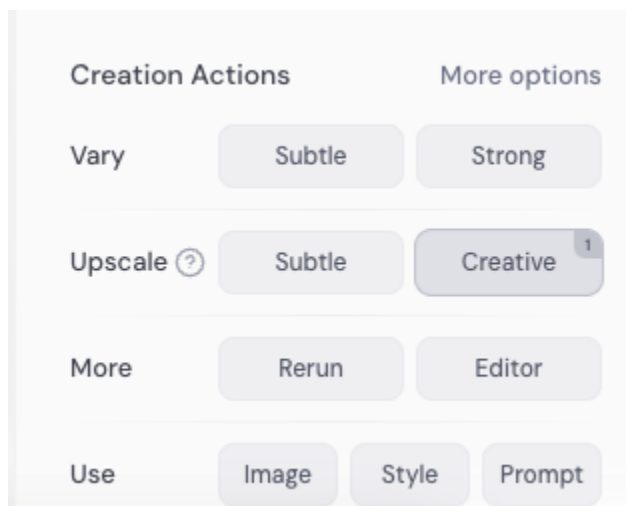 Creation Actions More options
Vary Subtle Strong
Upscale ? Subtle Creative 1
More Rerun Editor
Use Image Style Prompt